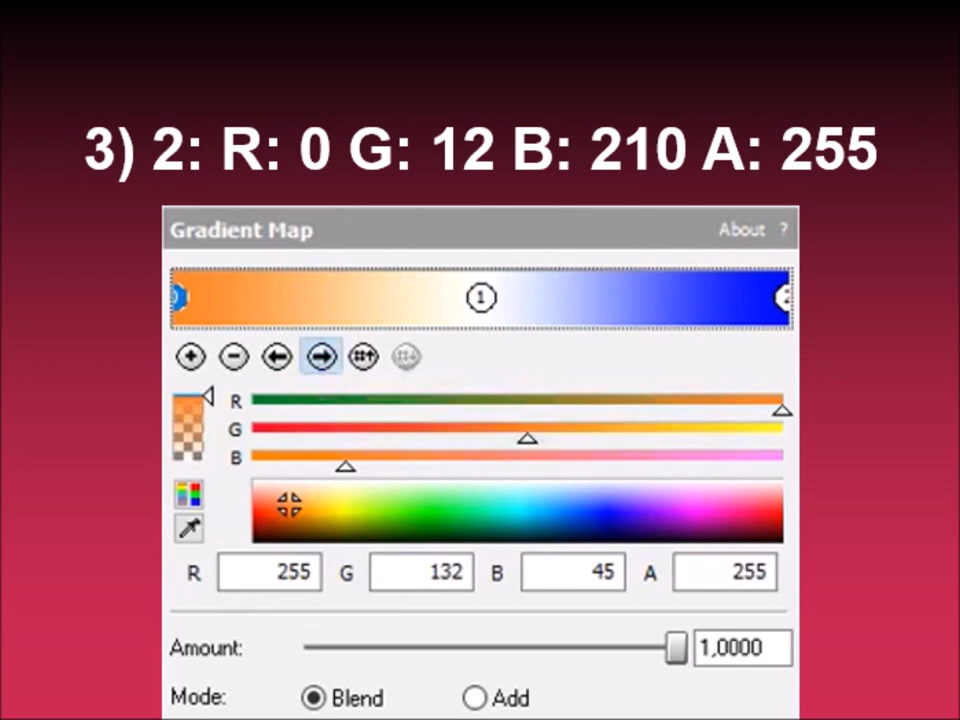 3) 2: R: 0 G: 12 B: 210 A: 255
Gradient Map About ?
1
R
G
B
R 255 G 132 B 45 A 255
Amount: 1,0000
Mode: Blend Add